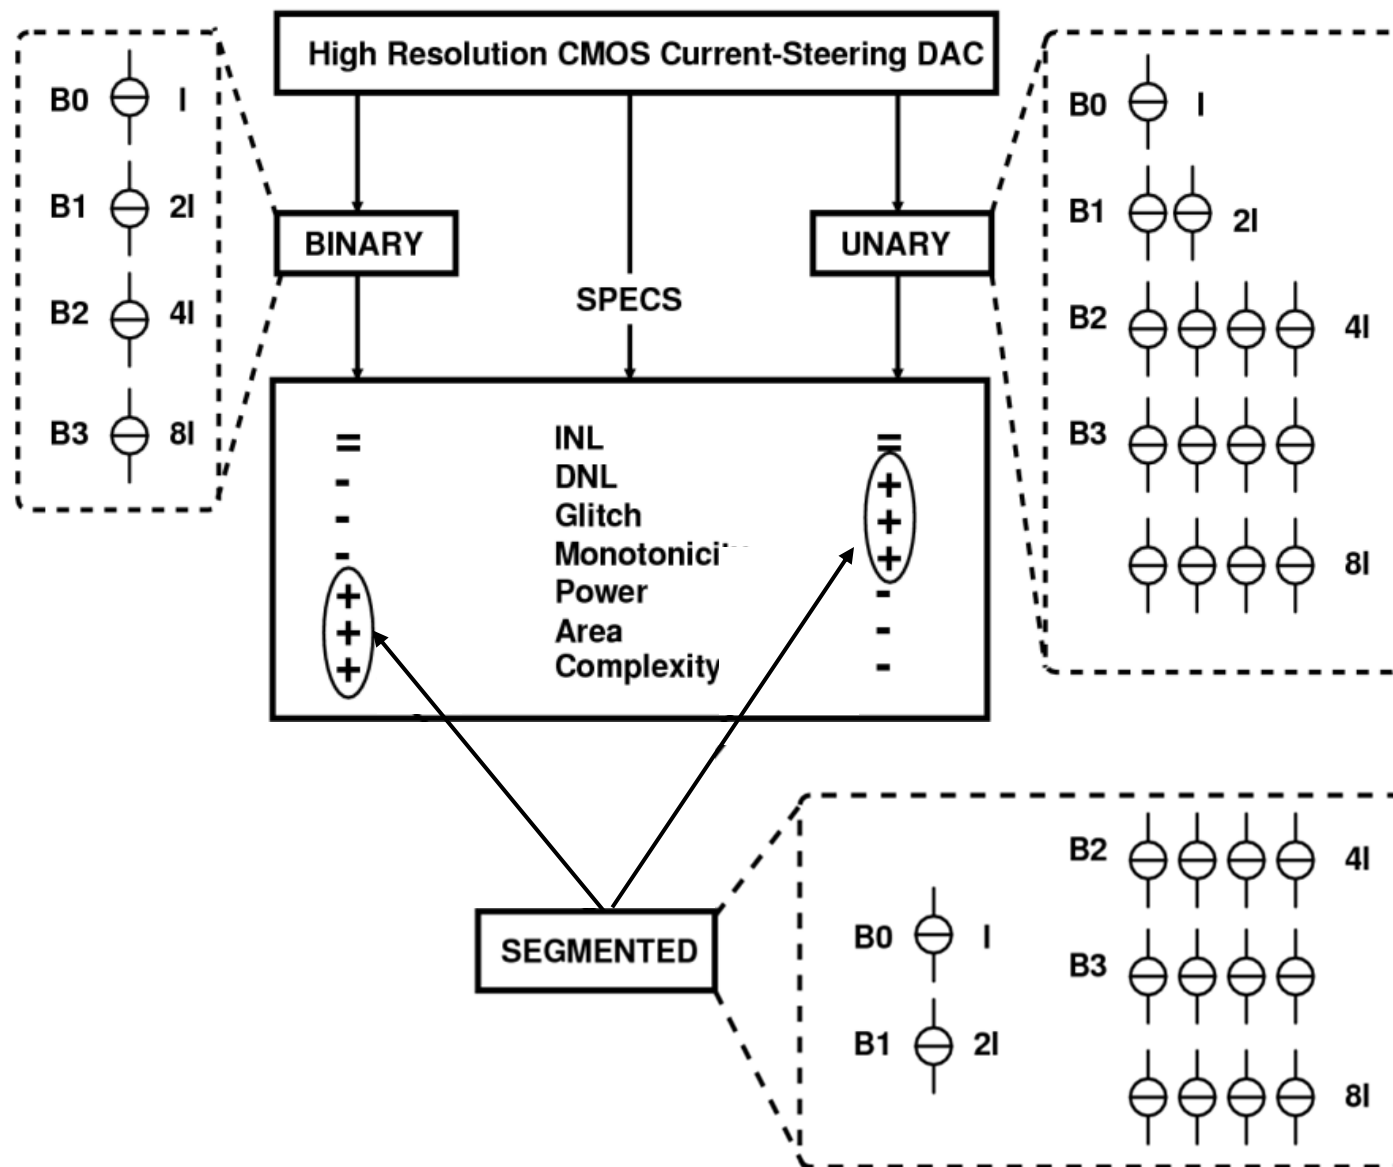 High Resolution CMOS Current-Steering DAC
B0 I
B1 2I
B2 4I
B3 8I
BINARY
SPECS
UNARY
B0 I
B1 2I
B2 4I
B3
8I
= INL =
- DNL +
- Glitch +
- Monotonici +
+ Power -
+ Area -
+ Complexity -
SEGMENTED
B0 I
B1 2I
B2 4I
B3
8I